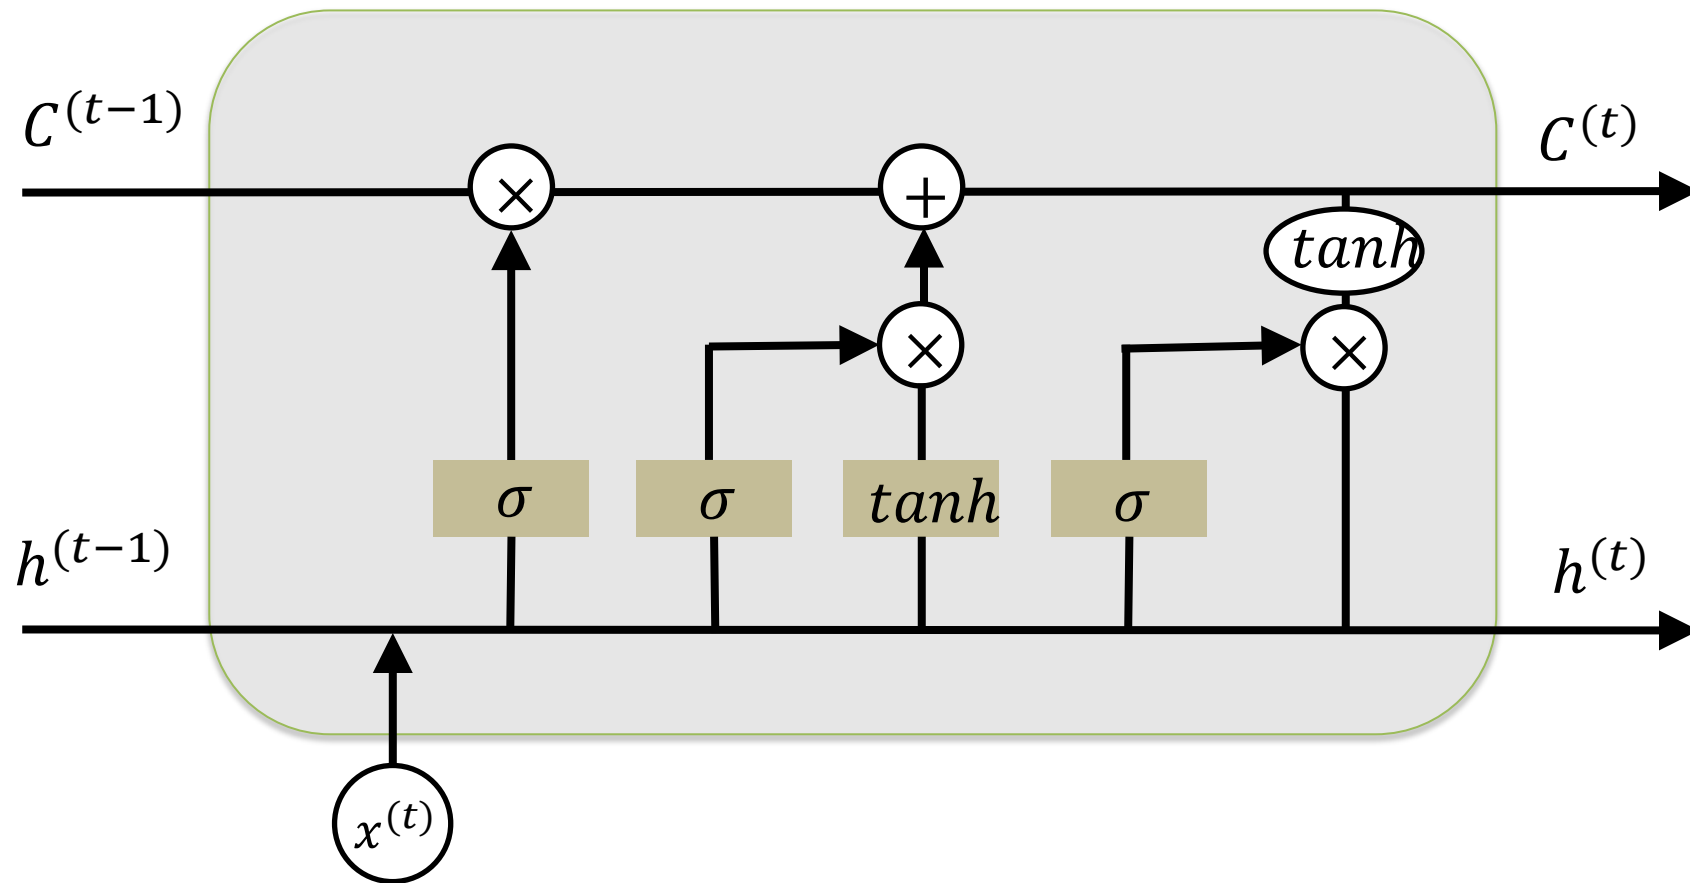 C^(t−1)
C^(t)
×
+
tanh
×
×
σ
σ
tanh
σ
h^(t−1)
h^(t)
x^(t)